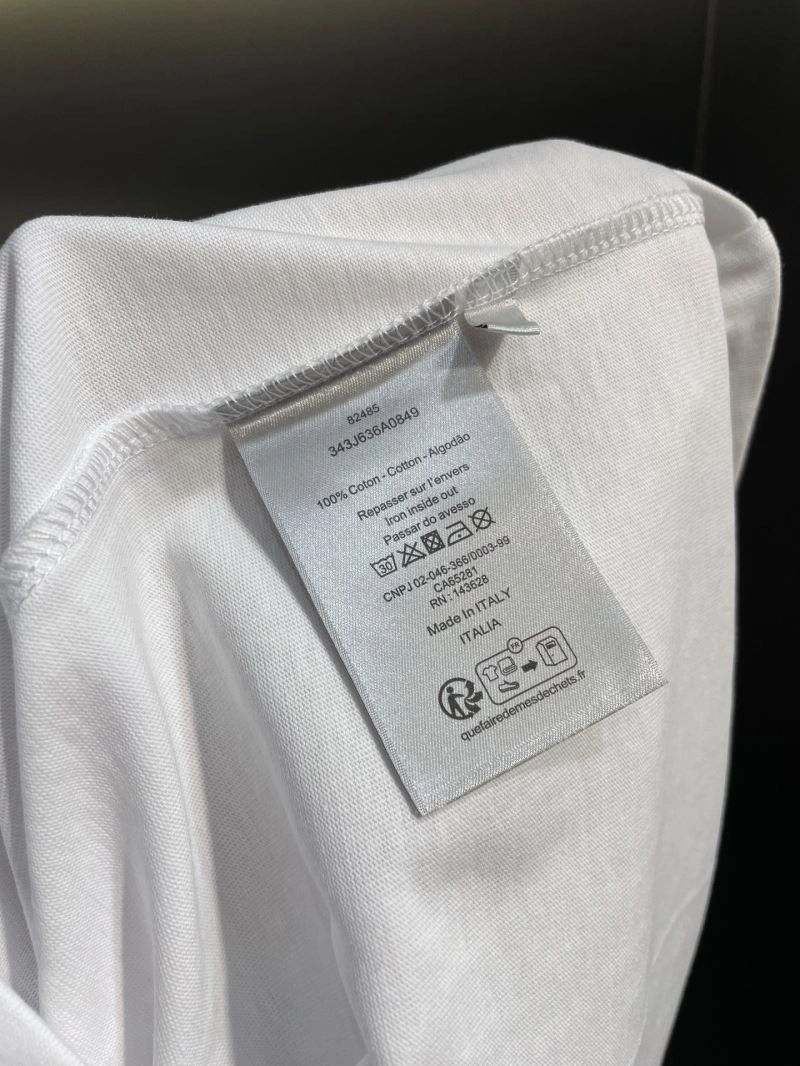 82485
343J636A0849
100% Coton - Cotton - Algodão
Repasser sur l'envers
Iron inside out
Passar do avesso
30
CNPJ 02-046-366/0003-99
CA65281
RN : 143628
Made In ITALY
ITALIA
FR
quefairedemesdechets.fr